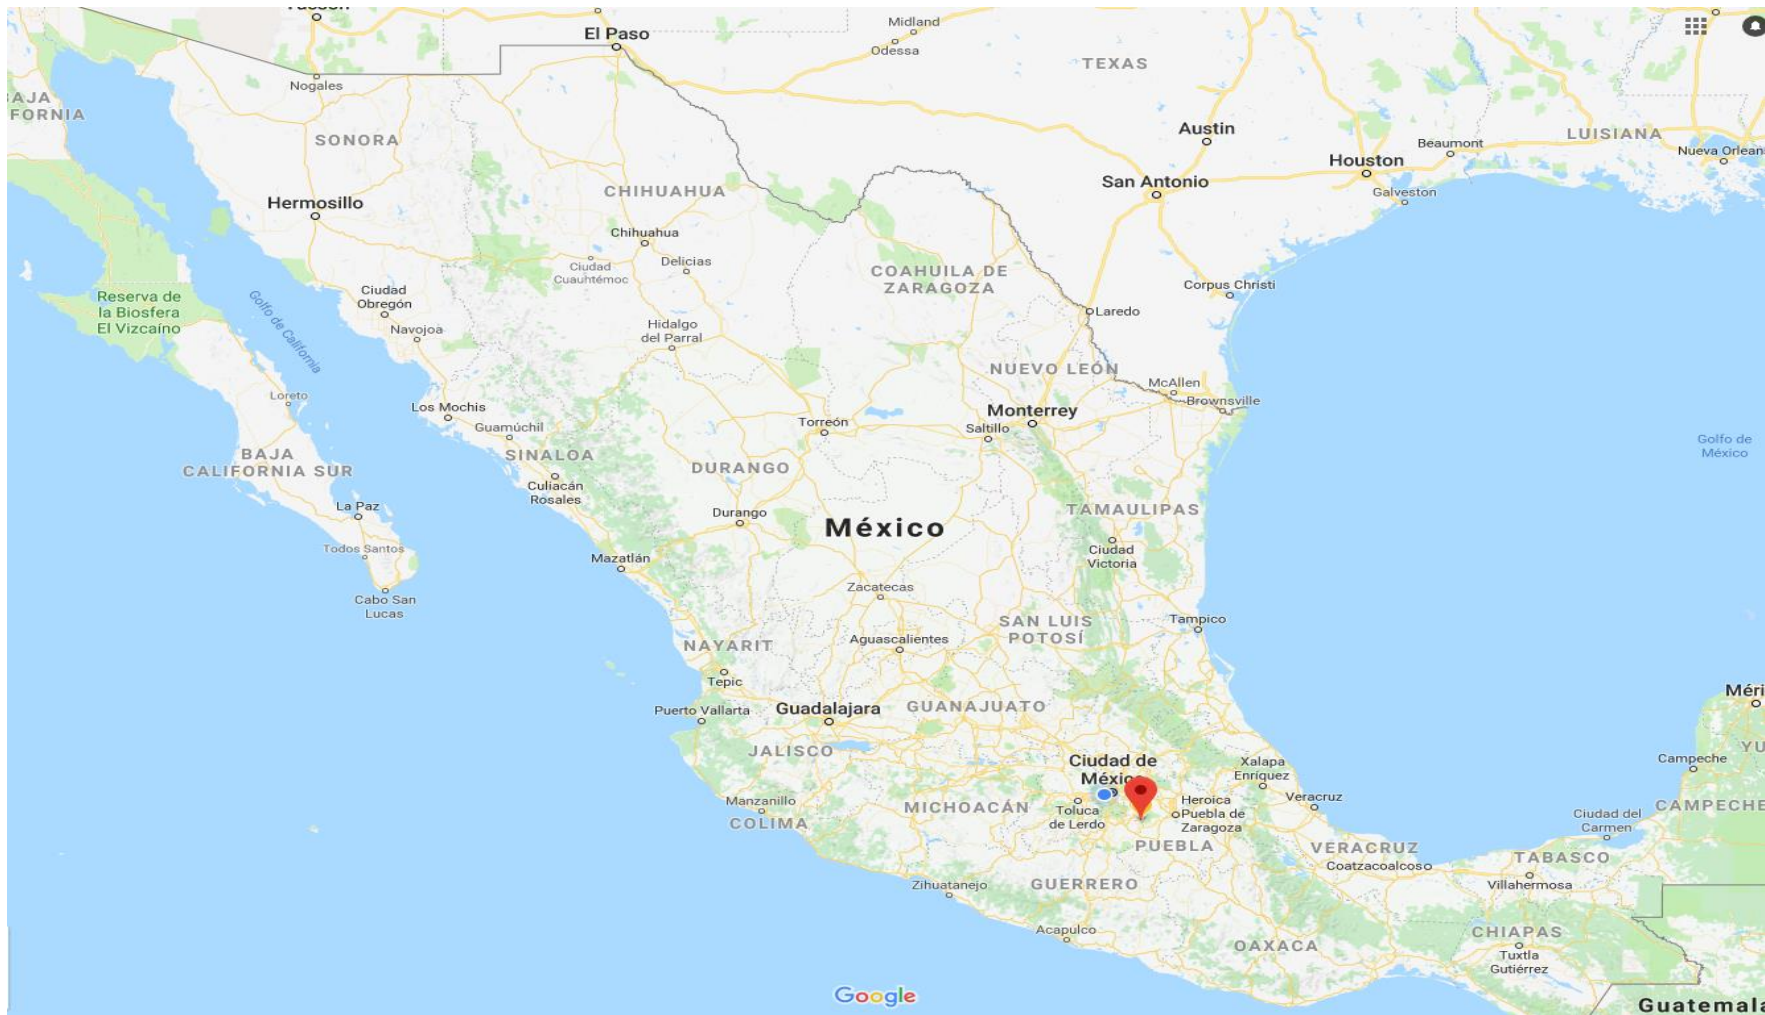 Tucson
El Paso
Midland
Odessa
TEXAS
Nogales
BAJA
FORNIA
SONORA
Austin
Beaumont
LUISIANA
Houston
Nueva Orlean
San Antonio
Galveston
CHIHUAHUA
Hermosillo
Chihuahua
Delicias
Ciudad
Cuauhtémoc
COAHUILA DE
ZARAGOZA
Corpus Christi
Ciudad
Obregón
Reserva de
la Biosfera
El Vizcaíno
Golfo de California
Laredo
Navojoa
Hidalgo
del Parral
NUEVO LEÓN
McAllen
Brownsville
Loreto
Los Mochis
Guamúchil
Torreón
Monterrey
Saltillo
Golfo de
México
BAJA
CALIFORNIA SUR
SINALOA
DURANGO
Culiacán
Rosales
La Paz
Durango
TAMAULIPAS
México
Todos Santos
Mazatlán
Ciudad
Victoria
Cabo San
Lucas
Zacatecas
SAN LUIS
POTOSÍ
Tampico
Aguascalientes
NAYARIT
Tepic
Méri
Puerto Vallarta
Guadalajara
GUANAJUATO
JALISCO
YU
Ciudad de
México
Xalapa
Enríquez
Campeche
Manzanillo
COLIMA
MICHOACÁN
Toluca
de Lerdo
Heroica
Puebla de
Zaragoza
Veracruz
CAMPECHE
Ciudad del
Carmen
PUEBLA
VERACRUZ
TABASCO
Coatzacoalcos
Villahermosa
Zihuatanejo
GUERRERO
Acapulco
OAXACA
CHIAPAS
Tuxtla
Gutiérrez
Google
Guatemala